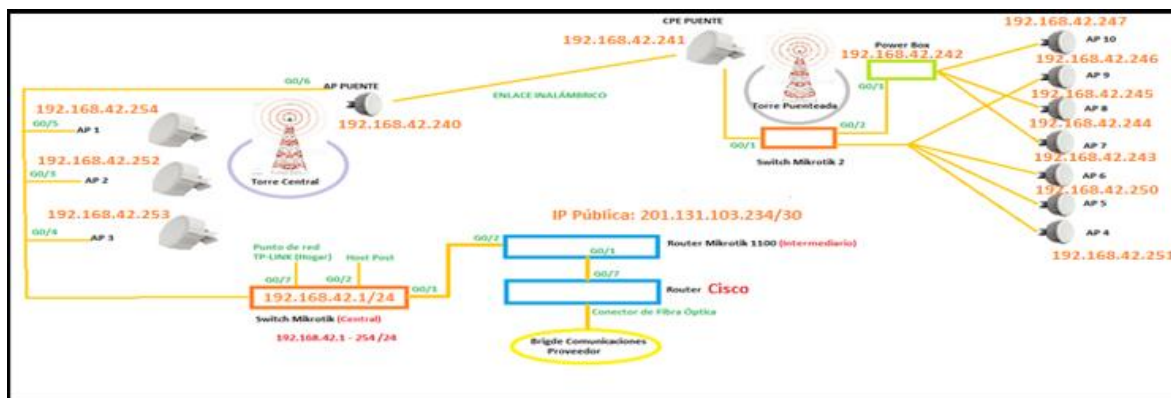 CPE PUENTE
192.168.42.241
192.168.42.247
AP 10
Power Box
192.168.42.242
192.168.42.246
AP 9
192.168.42.245
AP 8
192.168.42.244
AP 7
192.168.42.243
AP 6
192.168.42.250
AP 5
AP 4
192.168.42.251
G0/1
G0/2
G0/1
Torre Puenteada
Switch Mikrotik 2
G0/6
AP PUENTE
ENLACE INALÁMBRICO
192.168.42.240
192.168.42.254
G0/5
AP 1
192.168.42.252
G0/3
AP 2
Torre Central
192.168.42.253
G0/4
AP 3
IP Pública: 201.131.103.234/30
Punto de red
TP-LINK (Hogar)
Host Post
G0/7
G0/2
G0/2
G0/1
Router Mikrotik 1100 (Intermediario)
G0/7
192.168.42.1/24
Router Cisco
Switch Mikrotik (Central)
Conector de Fibra Óptica
192.168.42.1 - 254 /24
Brigde Comunicaciones
Proveedor